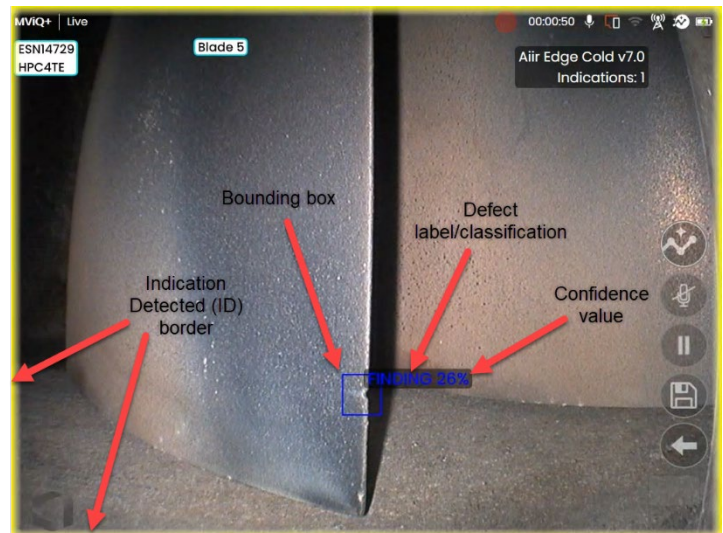 MViQ+ Live
00:00:50
ESN14729
HPC4TE
Blade 5
Aiir Edge Cold v7.0
Indications: 1
Bounding box
Defect
label/classification
Indication
Detected (ID)
border
Confidence
value
FINDING 26%